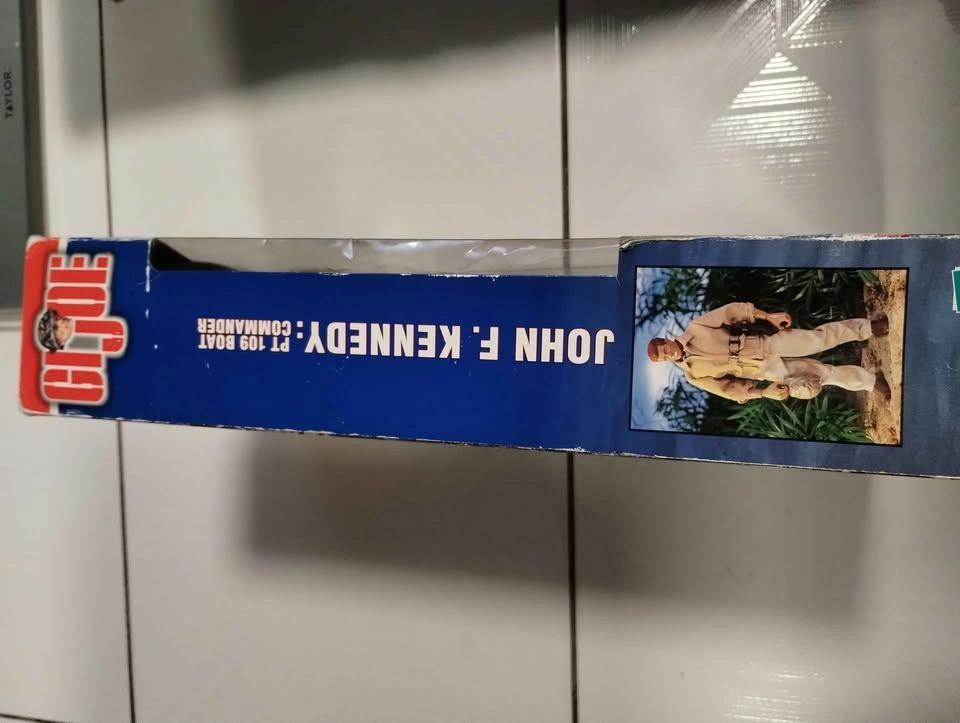 TAYLOR
GI JOE
JOHN F. KENNEDY:
PT 109 BOAT
COMMANDER